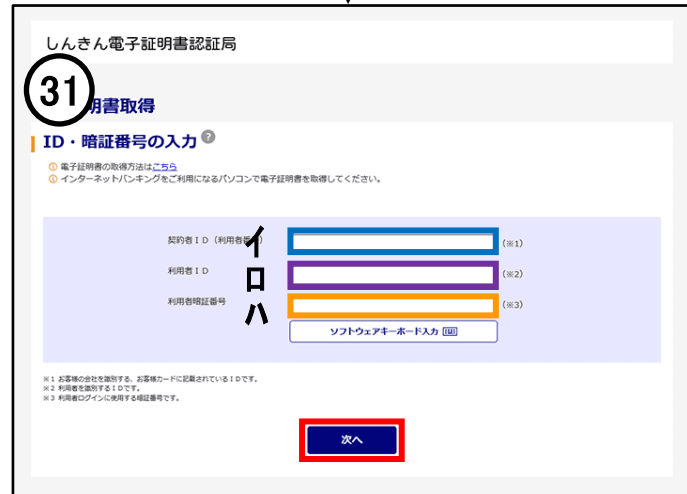 しんきん電子証明書認証局
31
明書取得
ID・暗証番号の入力 ?
電子証明書の取得方法はこちら
インターネットバンキングをご利用になるパソコンで電子証明書を取得してください。
契約者ID(利用者番号) イ (※1)
利用者ID ロ (※2)
利用者暗証番号 ハ (※3)
ソフトウェアキーボード入力
※1 お客様の会社を識別する、お客様カードに記載されているIDです。
※2 利用者を識別するIDです。
※3 利用者ログインに使用する暗証番号です。
次へ